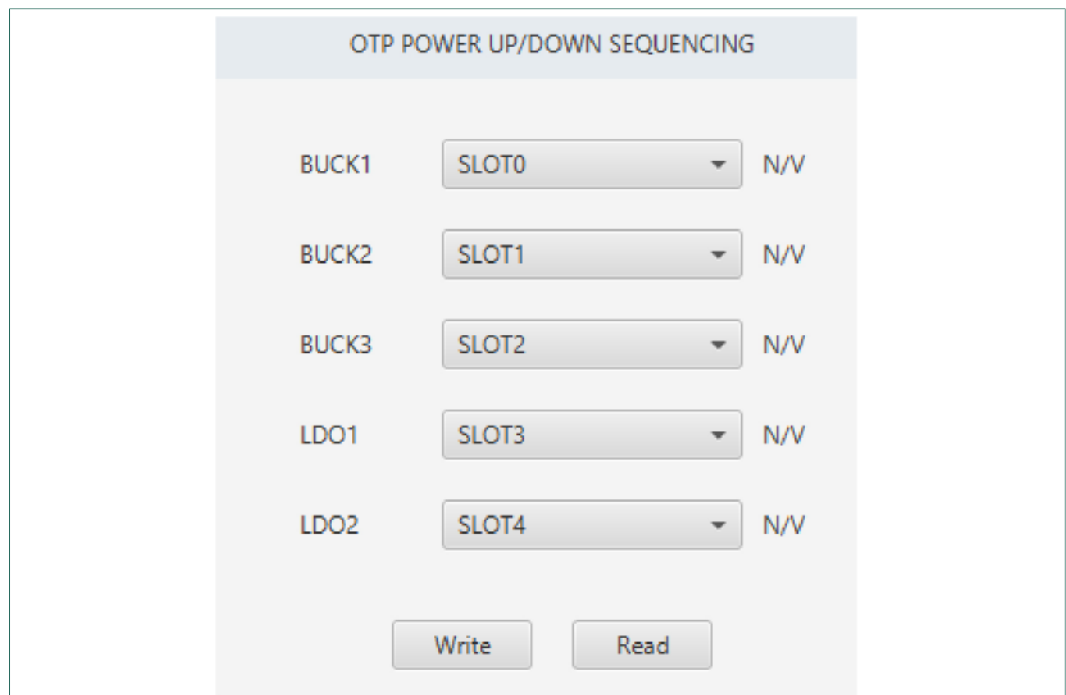 OTP POWER UP/DOWN SEQUENCING
BUCK1 SLOT0 N/V
BUCK2 SLOT1 N/V
BUCK3 SLOT2 N/V
LDO1 SLOT3 N/V
LDO2 SLOT4 N/V
Write Read